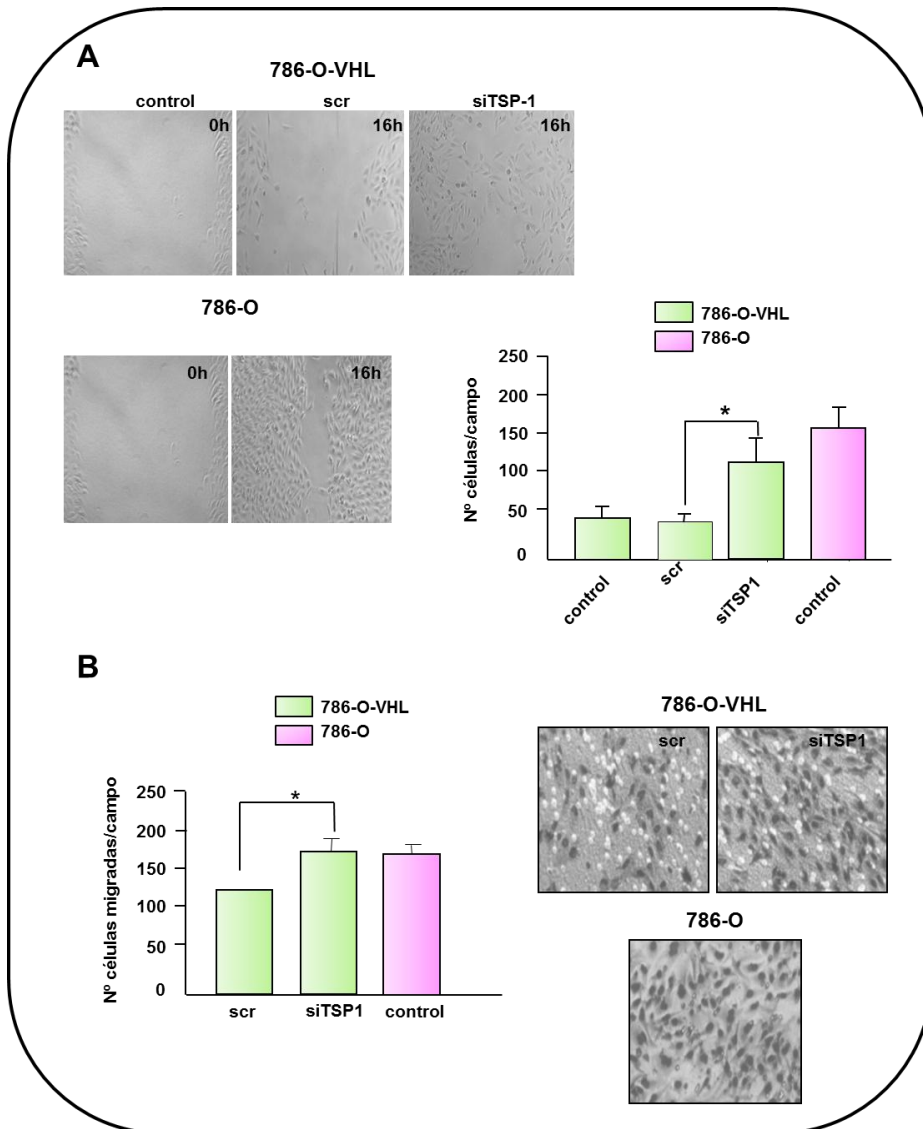 A
786-O-VHL
control scr siTSP-1
0h 16h 16h
786-O
0h 16h
786-O-VHL
786-O
Nº células/campo
250
200
150
100
50
0
*
control scr siTSP1 control
B
786-O-VHL
786-O
Nº células migradas/campo
250
200
150
100
50
0
*
scr siTSP1 control
786-O-VHL
scr siTSP1
786-O